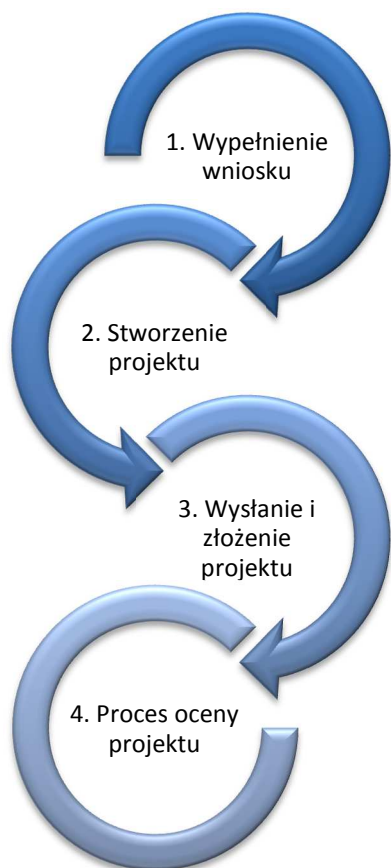 1. Wypełnienie
wniosku
2. Stworzenie
projektu
3. Wysłanie i
złożenie
projektu
4. Proces oceny
projektu